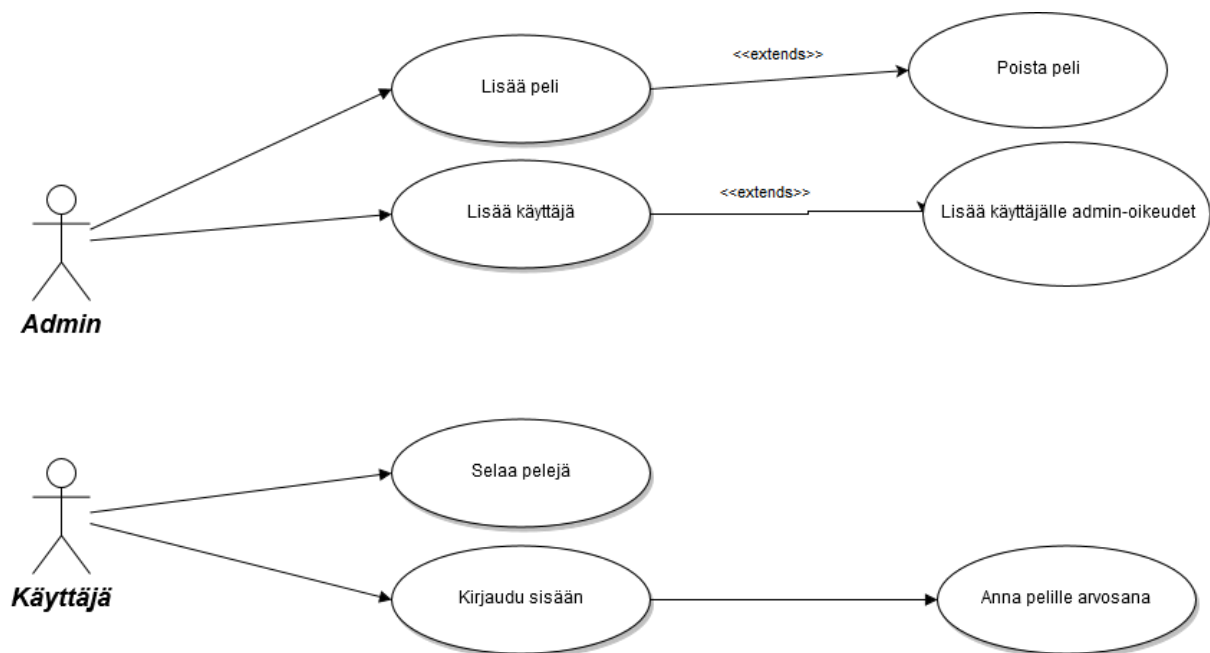 Lisää peli
<<extends>>
Poista peli
Lisää käyttäjä
<<extends>>
Lisää käyttäjälle admin-oikeudet
Admin
Selaa pelejä
Käyttäjä
Kirjaudu sisään
Anna pelille arvosana